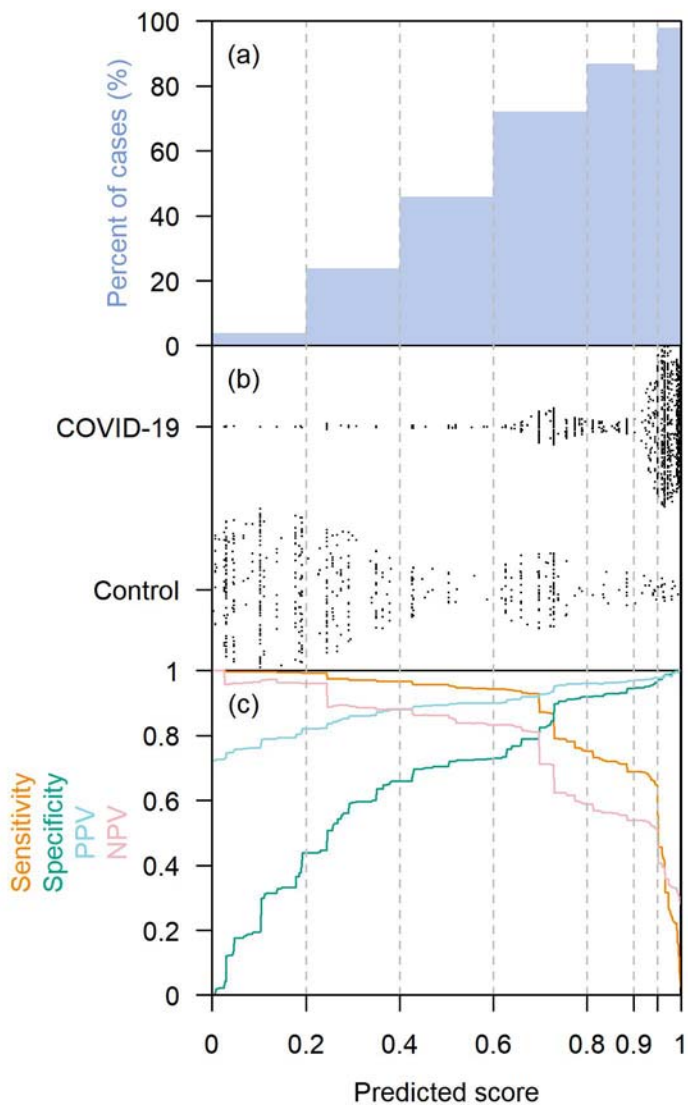 100
80
60
40
20
0
Percent of cases (%)
(a)
(b)
COVID-19
Control
(c)
1
0.8
0.6
0.4
0.2
0
Sensitivity
Specificity
PPV
NPV
0 0.2 0.4 0.6 0.8 0.9 1
Predicted score